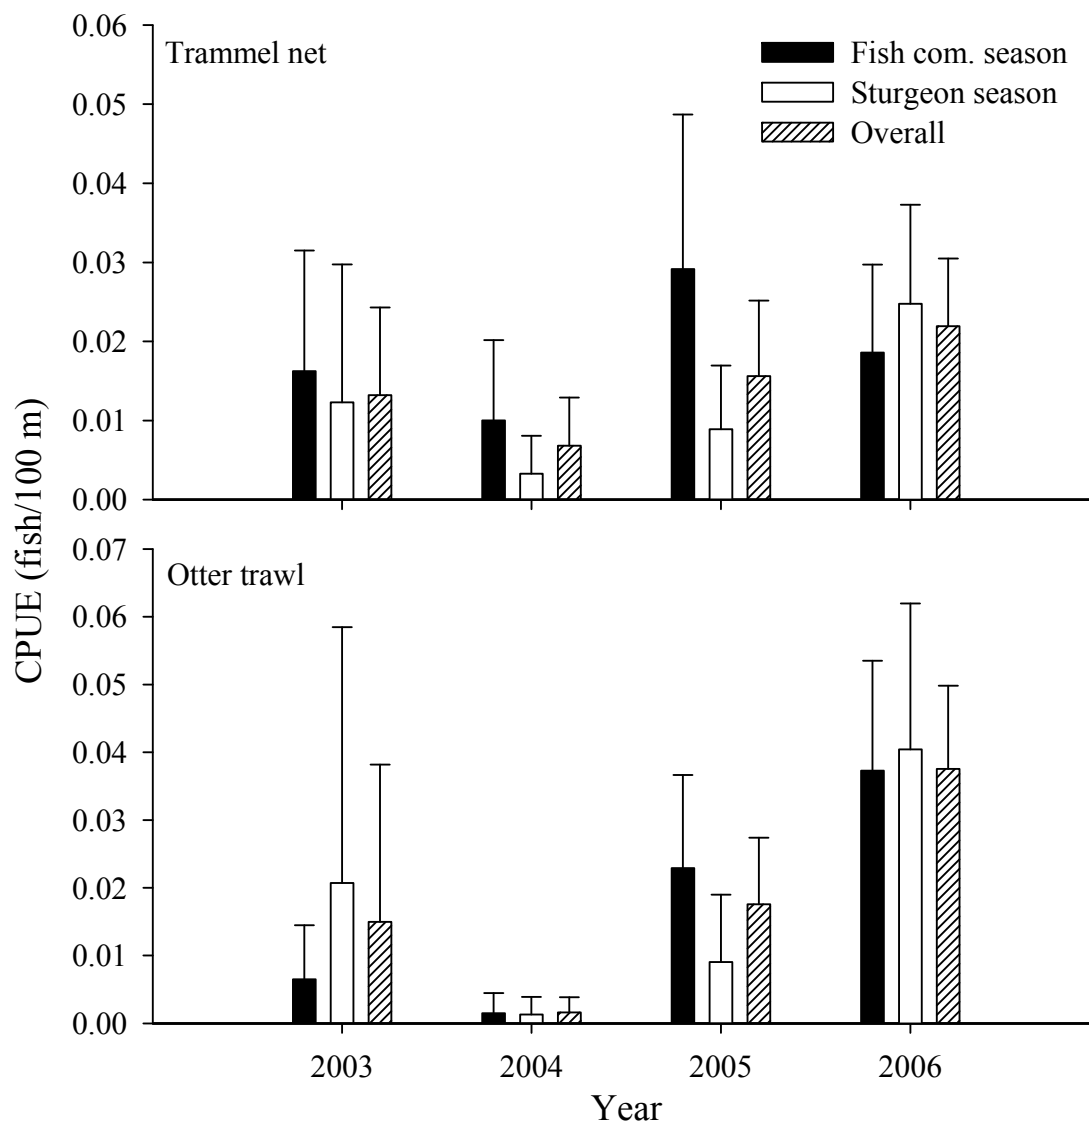 0.06
Trammel net
Fish com. season
Sturgeon season
Overall
0.05
0.04
0.03
0.02
0.01
0.00
CPUE (fish/100 m)
0.07
Otter trawl
0.06
0.05
0.04
0.03
0.02
0.01
0.00
2003 2004 2005 2006
Year